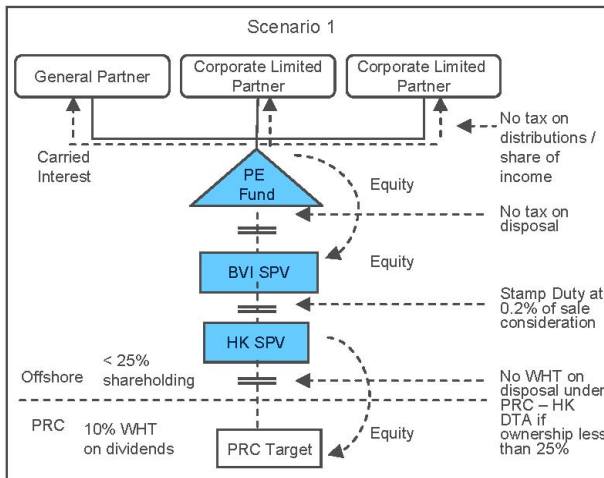 Scenario 1
General Partner
Corporate Limited
Partner
Corporate Limited
Partner
Carried
Interest
No tax on
distributions /
share of
income
PE
Fund
Equity
No tax on
disposal
BVI SPV
Equity
Stamp Duty at
0.2% of sale
consideration
HK SPV
Offshore
< 25%
shareholding
No WHT on
disposal under
PRC – HK
DTA if
ownership less
than 25%
PRC
10% WHT
on dividends
Equity
PRC Target